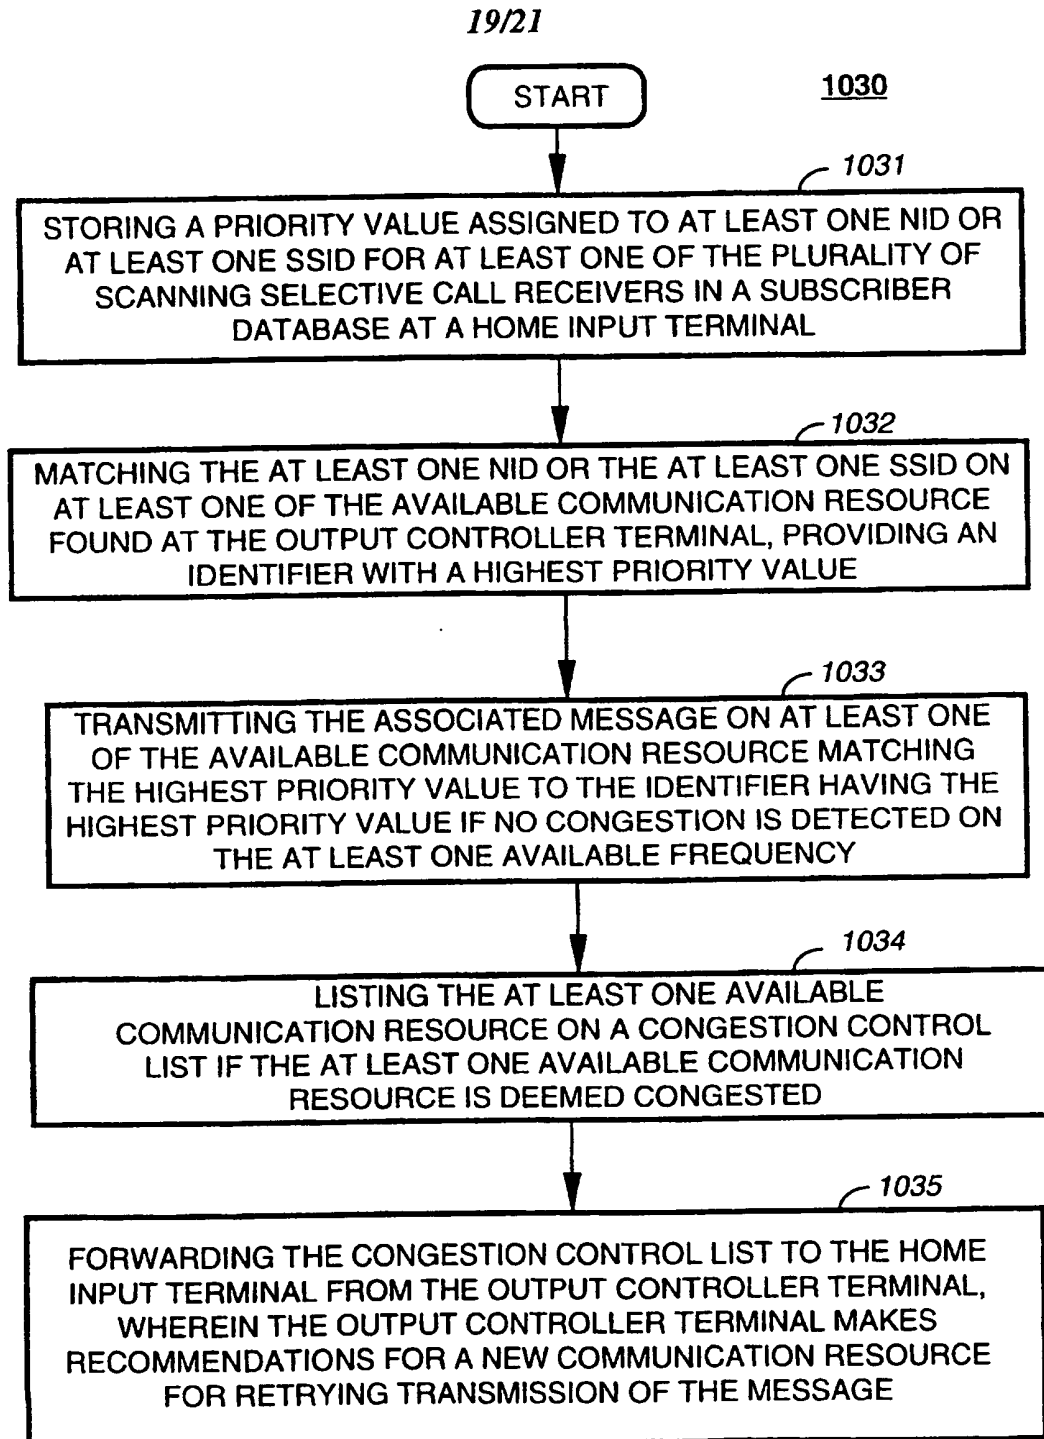 19/21
START
1030
1031
STORING A PRIORITY VALUE ASSIGNED TO AT LEAST ONE NID OR
AT LEAST ONE SSID FOR AT LEAST ONE OF THE PLURALITY OF
SCANNING SELECTIVE CALL RECEIVERS IN A SUBSCRIBER
DATABASE AT A HOME INPUT TERMINAL
1032
MATCHING THE AT LEAST ONE NID OR THE AT LEAST ONE SSID ON
AT LEAST ONE OF THE AVAILABLE COMMUNICATION RESOURCE
FOUND AT THE OUTPUT CONTROLLER TERMINAL, PROVIDING AN
IDENTIFIER WITH A HIGHEST PRIORITY VALUE
1033
TRANSMITTING THE ASSOCIATED MESSAGE ON AT LEAST ONE
OF THE AVAILABLE COMMUNICATION RESOURCE MATCHING
THE HIGHEST PRIORITY VALUE TO THE IDENTIFIER HAVING THE
HIGHEST PRIORITY VALUE IF NO CONGESTION IS DETECTED ON
THE AT LEAST ONE AVAILABLE FREQUENCY
1034
LISTING THE AT LEAST ONE AVAILABLE
COMMUNICATION RESOURCE ON A CONGESTION CONTROL
LIST IF THE AT LEAST ONE AVAILABLE COMMUNICATION
RESOURCE IS DEEMED CONGESTED
1035
FORWARDING THE CONGESTION CONTROL LIST TO THE HOME
INPUT TERMINAL FROM THE OUTPUT CONTROLLER TERMINAL,
WHEREIN THE OUTPUT CONTROLLER TERMINAL MAKES
RECOMMENDATIONS FOR A NEW COMMUNICATION RESOURCE
FOR RETRYING TRANSMISSION OF THE MESSAGE